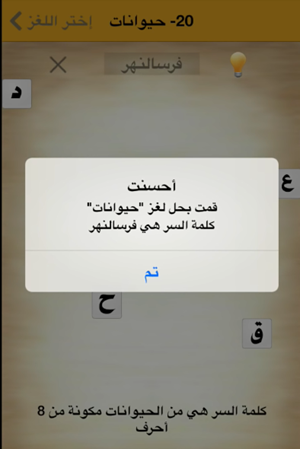 إختر اللغز
20- حيوانات
فرسالنهر
د
ع
أحسنت
قمت بحل لغز "حيوانات"
كلمة السر هي فرسالنهر
تم
ح
ق
كلمة السر هي من الحيوانات مكونة من 8
أحرف